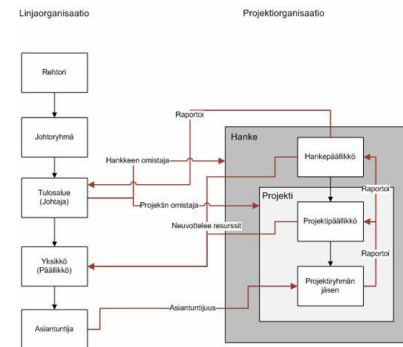 Linjaorganisaatio
Projektiorganisaatio
Rehtori
Johtoryhmä
Tulosalue
(Johtaja)
Yksikkö
(Päällikkö)
Asiantuntija
Raportoi
Hankkeen omistaja
Projektin omistaja
Neuvottelee resurssit
Asiantuntijuus
Hanke
Hankepäällikkö
Raportoi
Projekti
Projektipäällikkö
Raportoi
Projektiryhmän
jäsen